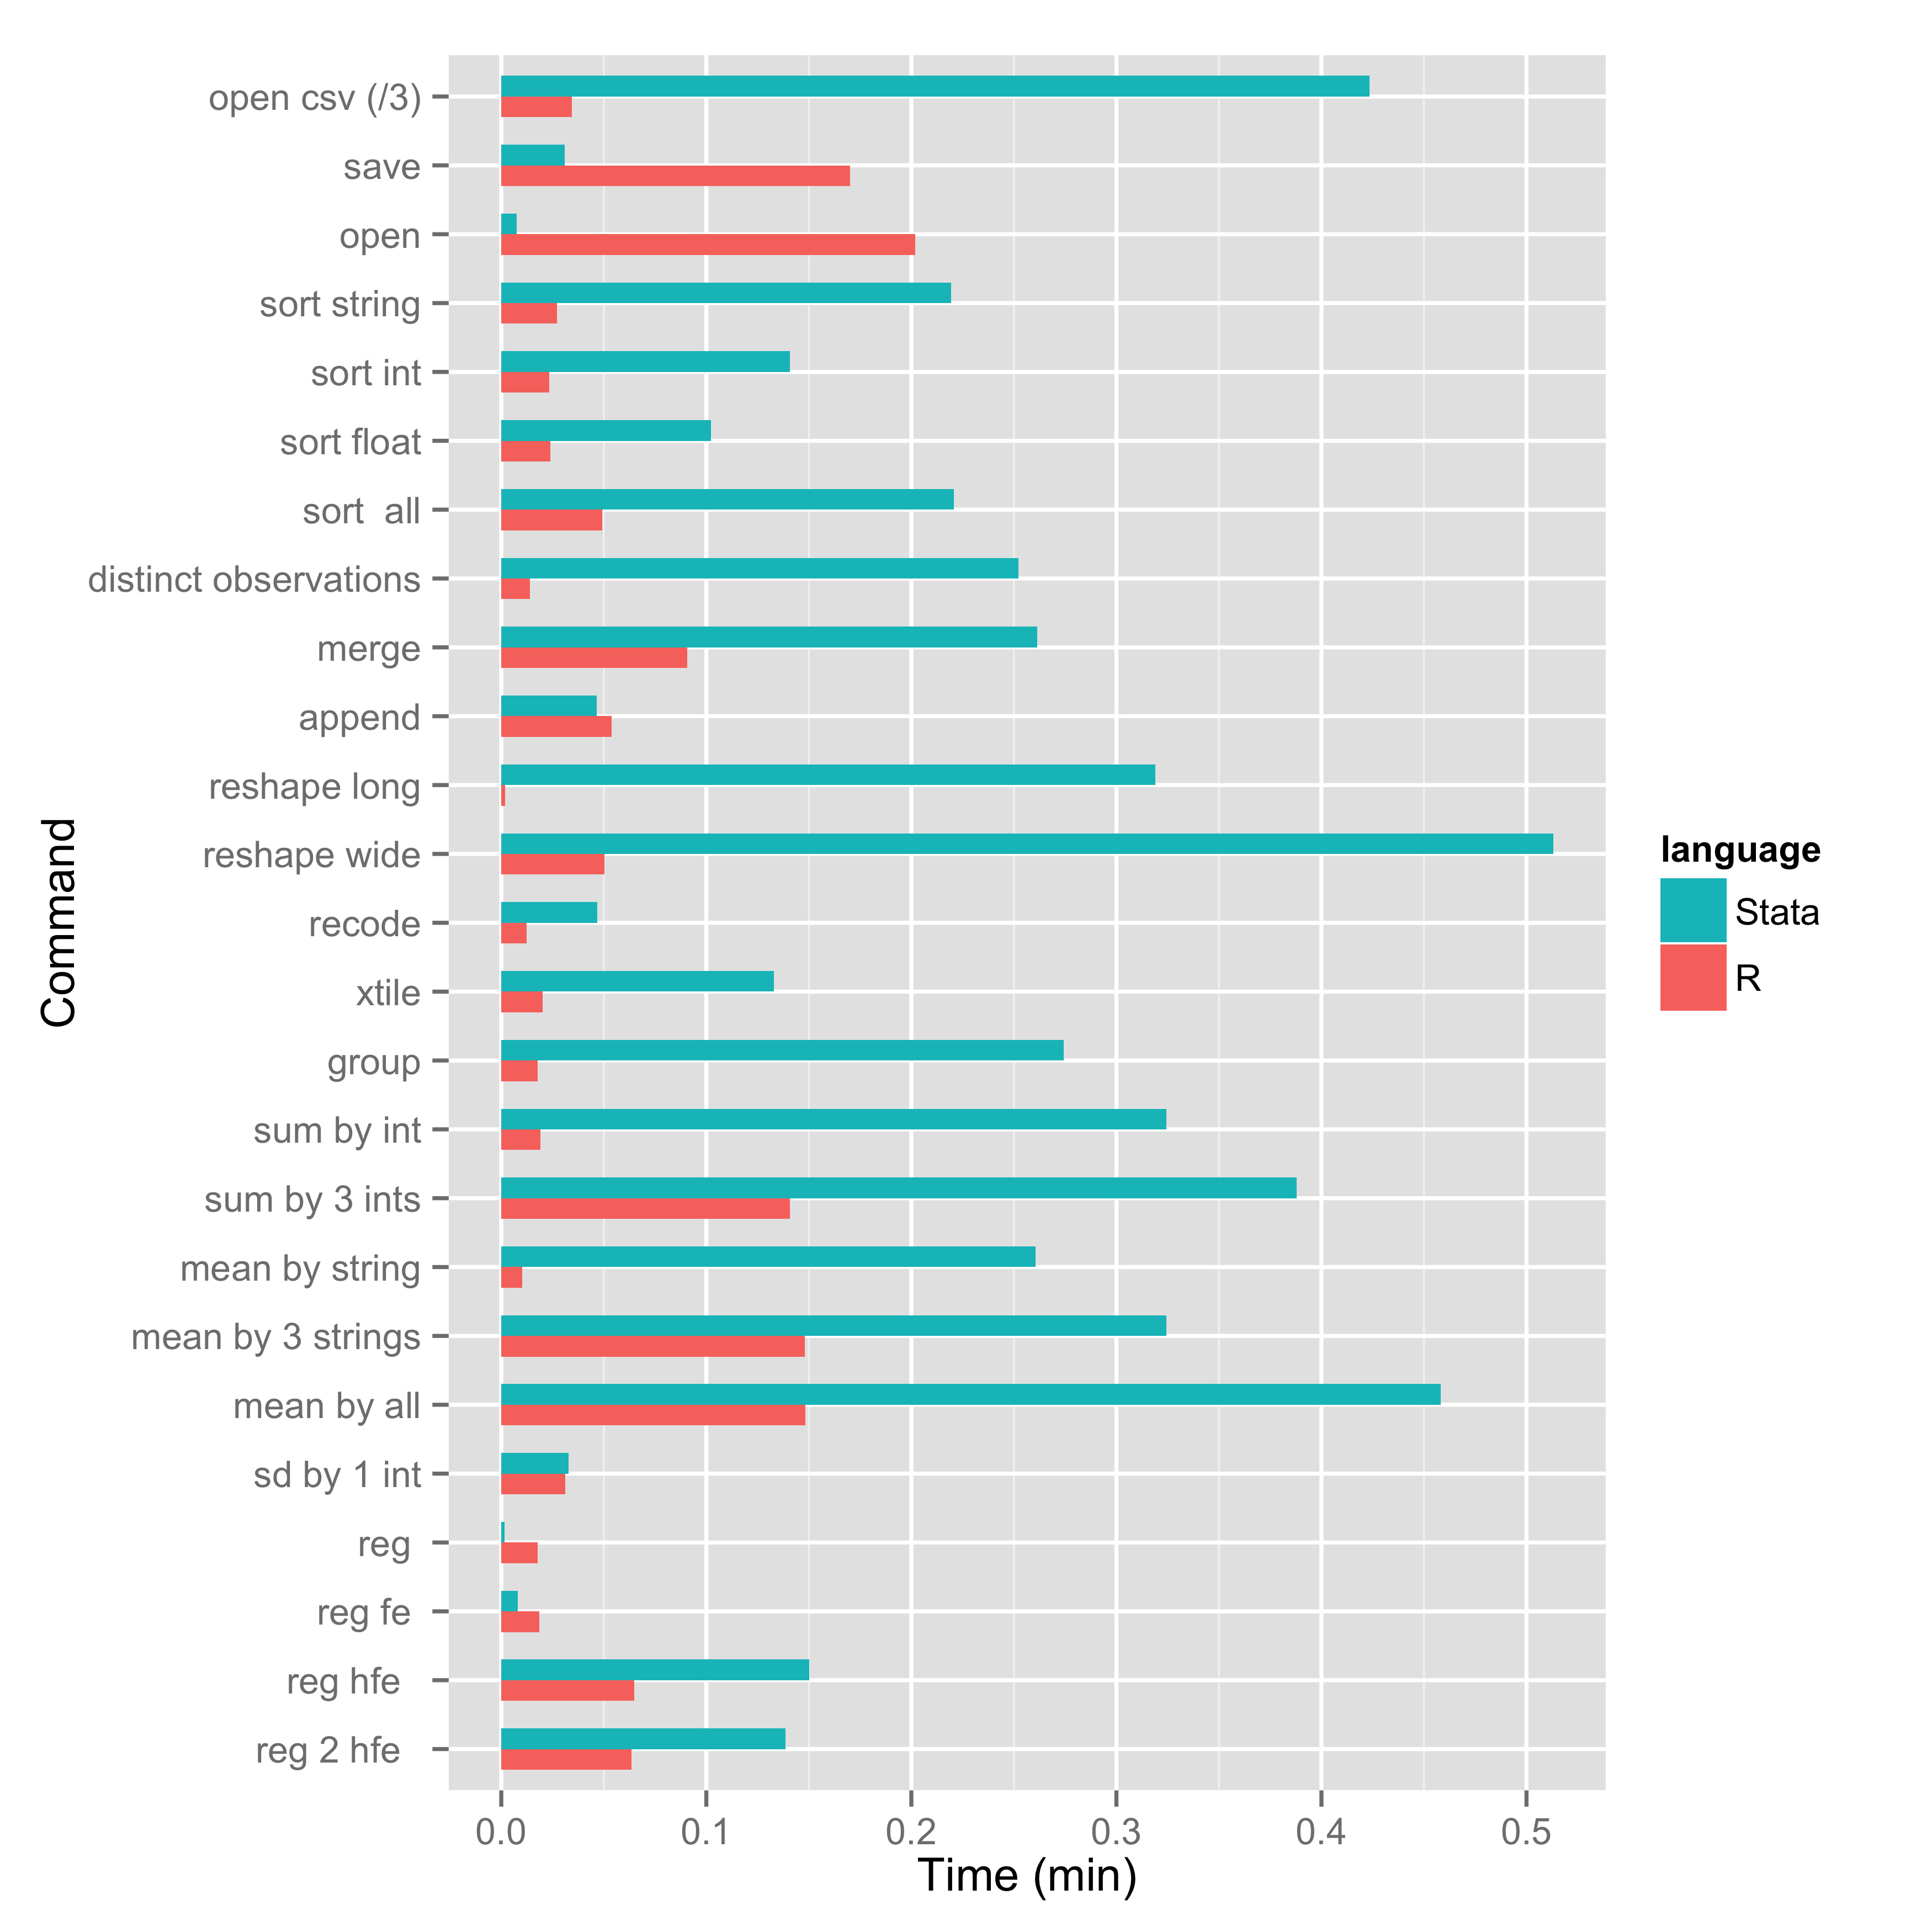 open csv (/3)
save
open
sort string
sort int
sort float
sort  all
distinct observations
merge
append
reshape long
reshape wide
recode
xtile
group
sum by int
sum by 3 ints
mean by string
mean by 3 strings
mean by all
sd by 1 int
reg
reg fe
reg hfe
reg 2 hfe
Command
0.0 0.1 0.2 0.3 0.4 0.5
Time (min)
language
Stata
R